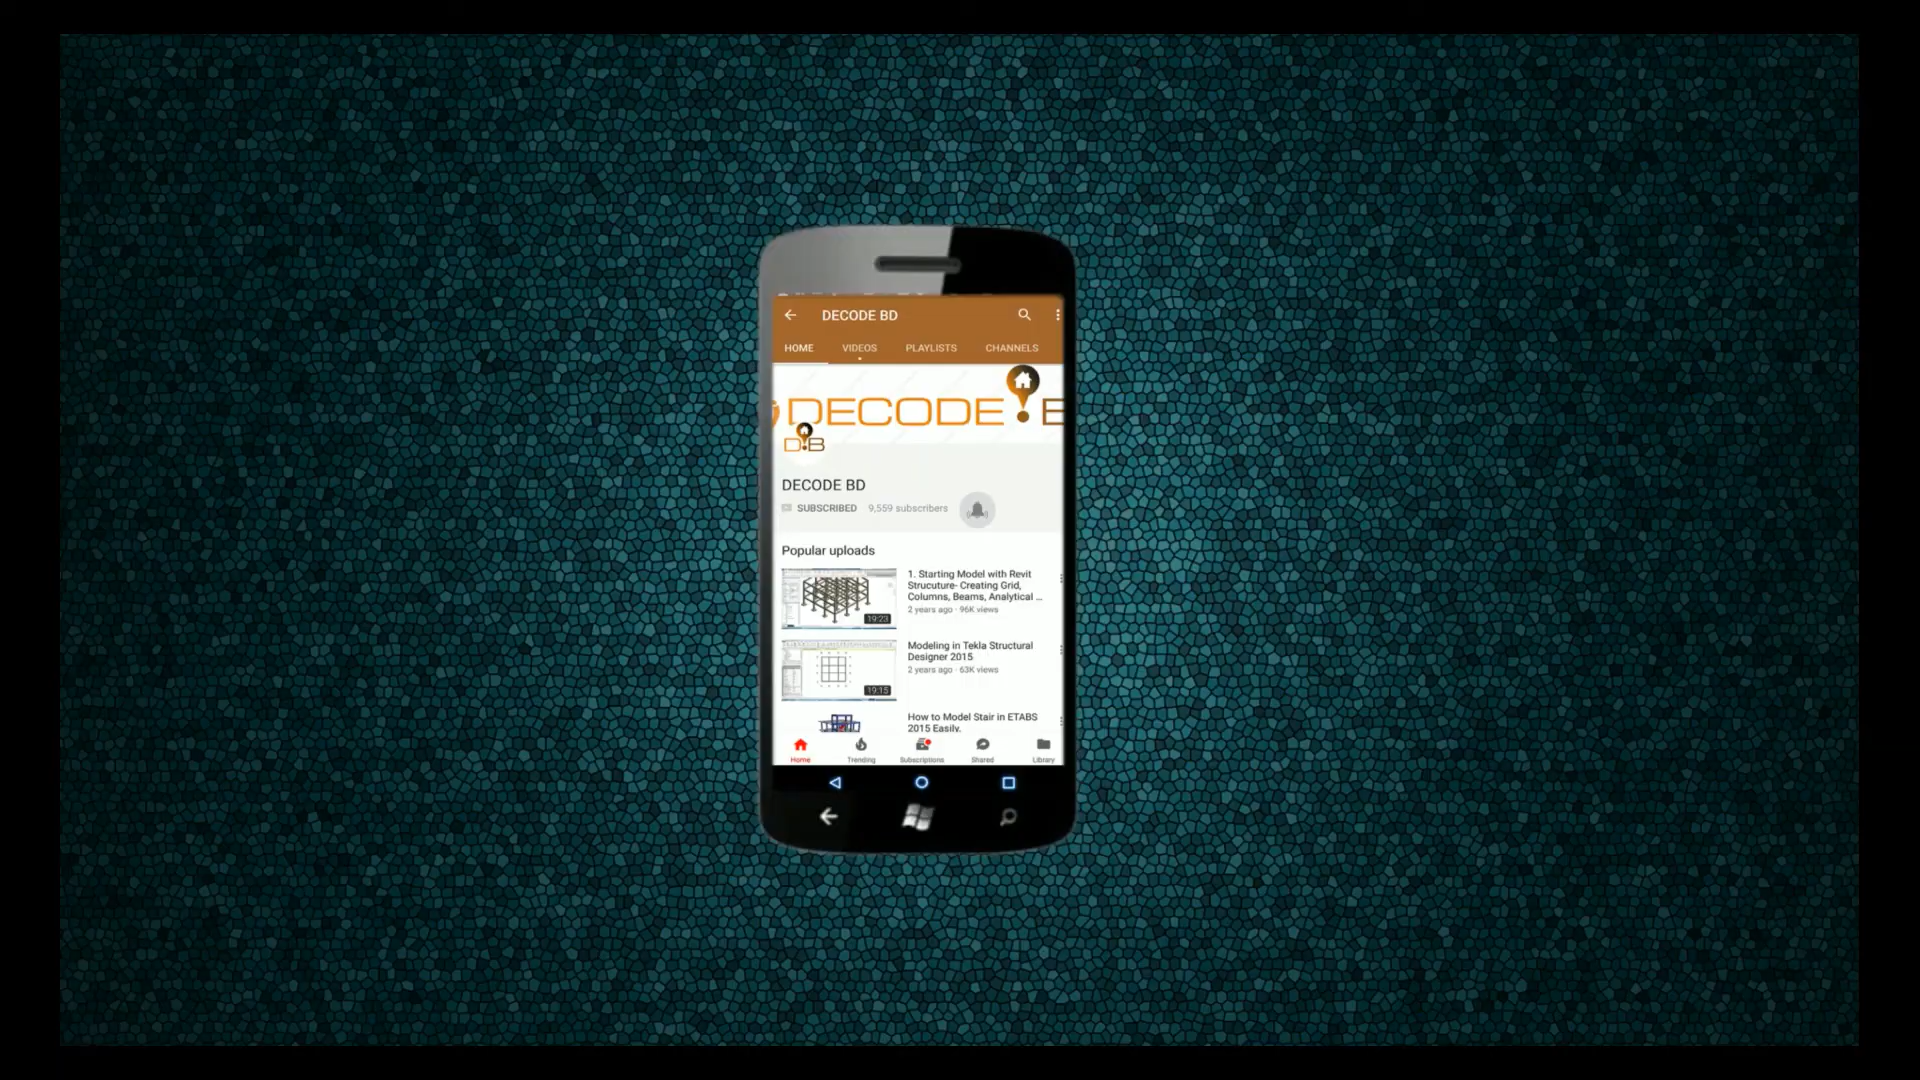 DECODE BD
HOME VIDEOS PLAYLISTS CHANNELS
DECODE
DB
DECODE BD
SUBSCRIBED 9,559 subscribers
Popular uploads
1. Starting Model with Revit
Strucuture- Creating Grid,
Columns, Beams, Analytical ...
2 years ago · 96K views
19:23
Modeling in Tekla Structural
Designer 2015
2 years ago · 63K views
19:15
How to Model Stair in ETABS
2015 Easily.
Home Trending Subscriptions Shared Library